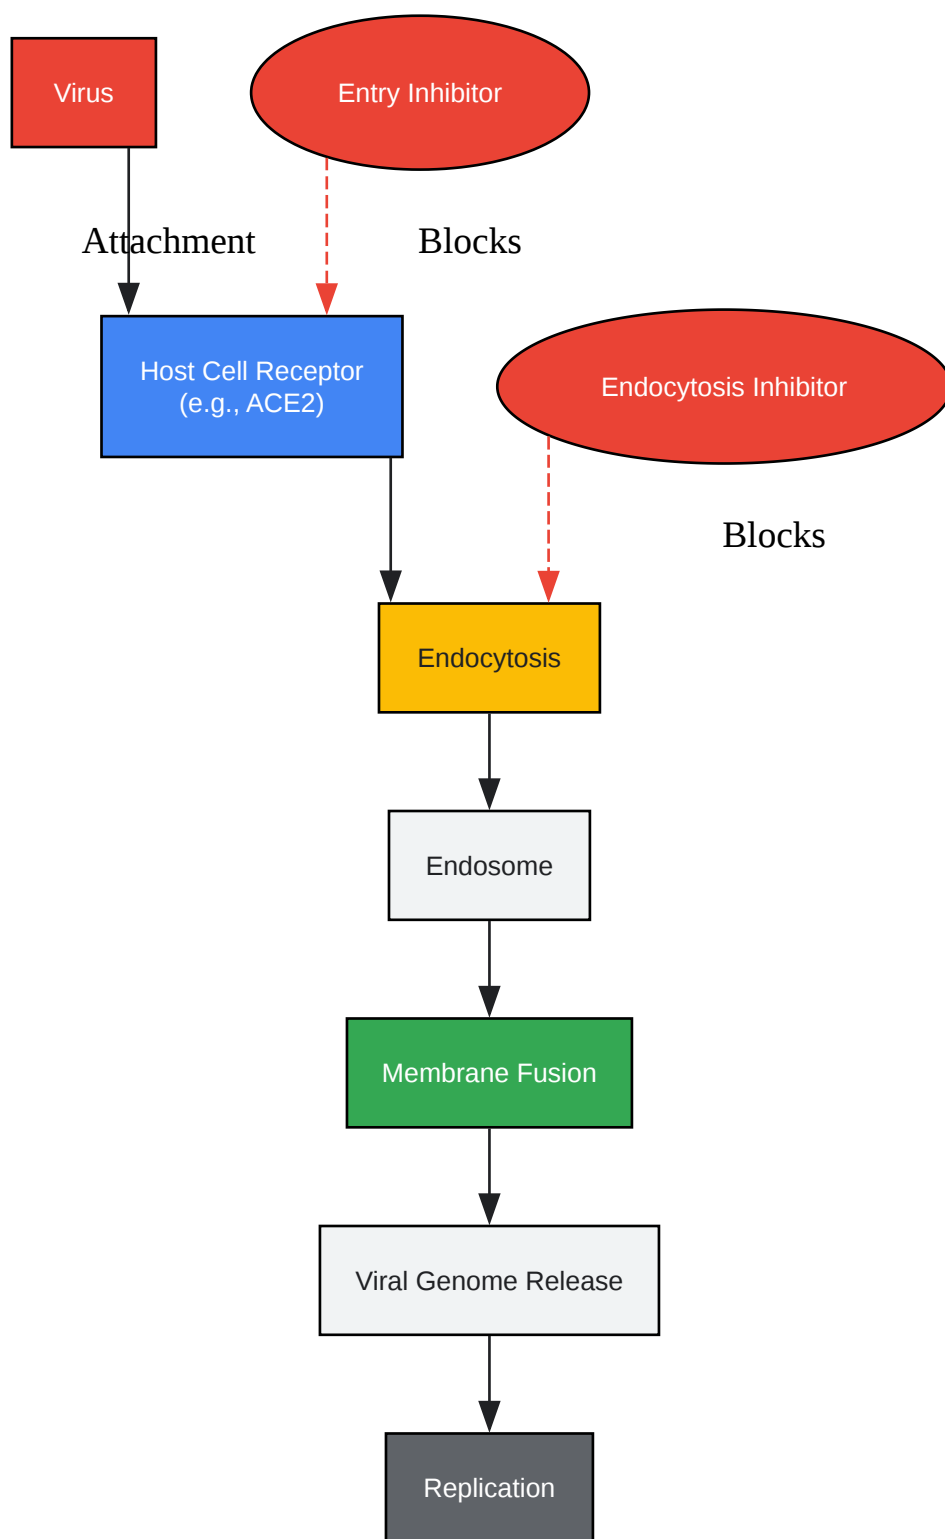 Virus
Entry Inhibitor
Attachment
Blocks
Host Cell Receptor
(e.g., ACE2)
Endocytosis Inhibitor
Blocks
Endocytosis
Endosome
Membrane Fusion
Viral Genome Release
Replication